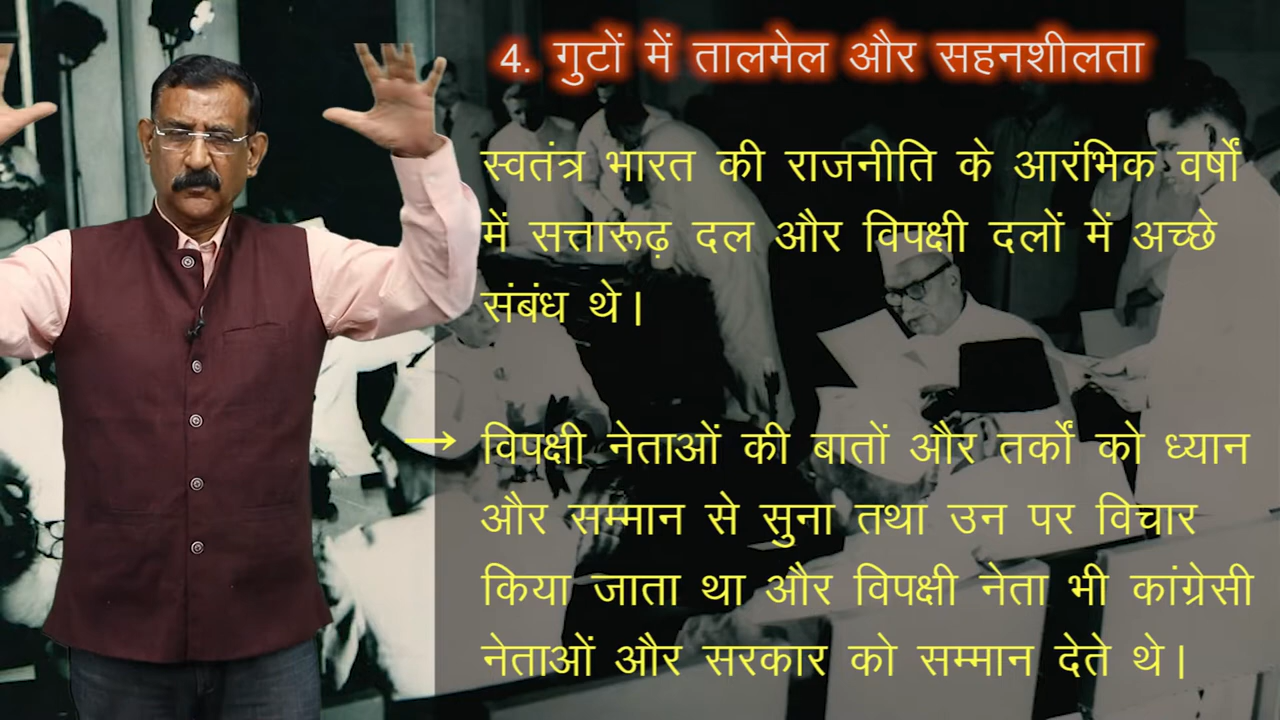 4. गुटों में तालमेल और सहनशीलता
स्वतंत्र भारत की राजनीति के आरंभिक वर्षों
में सत्तारूढ़ दल और विपक्षी दलों में अच्छे
संबंध थे।
→ विपक्षी नेताओं की बातों और तर्कों को ध्यान
और सम्मान से सुना तथा उन पर विचार
किया जाता था और विपक्षी नेता भी कांग्रेसी
नेताओं और सरकार को सम्मान देते थे।